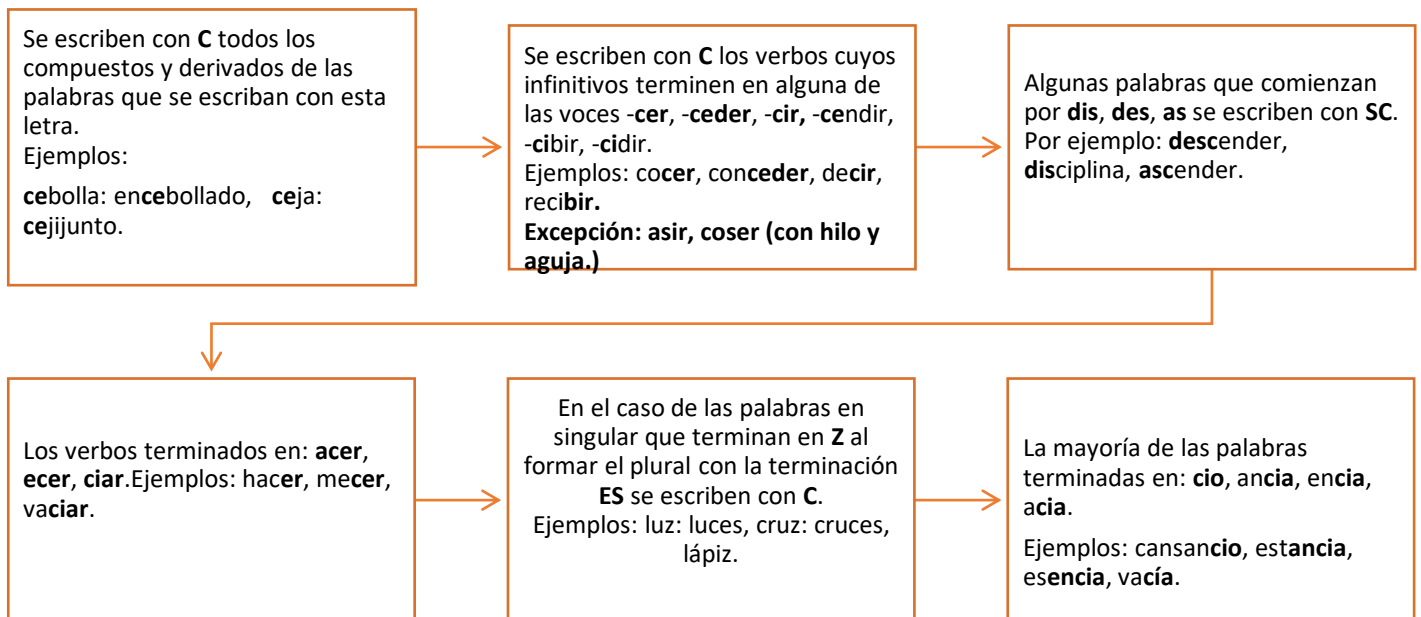 Se escriben con C todos los
compuestos y derivados de las
palabras que se escriban con esta
letra.
Ejemplos:
cebolla: encebollado, ceja:
cejijunto.
Se escriben con C los verbos cuyos
infinitivos terminen en alguna de
las voces -cer, -ceder, -cir, -cendir,
-cibir, -cidir.
Ejemplos: cocer, conceder, decir,
recibir.
Excepción: asir, coser (con hilo y
aguja.)
Algunas palabras que comienzan
por dis, des, as se escriben con SC.
Por ejemplo: descender,
disciplina, ascender.
Los verbos terminados en: acer,
ecer, ciar.Ejemplos: hacer, mecer,
vaciar.
En el caso de las palabras en
singular que terminan en Z al
formar el plural con la terminación
ES se escriben con C.
Ejemplos: luz: luces, cruz: cruces,
lápiz.
La mayoría de las palabras
terminadas en: cio, ancia, encia,
acia.
Ejemplos: cansancio, estancia,
esencia, vacía.